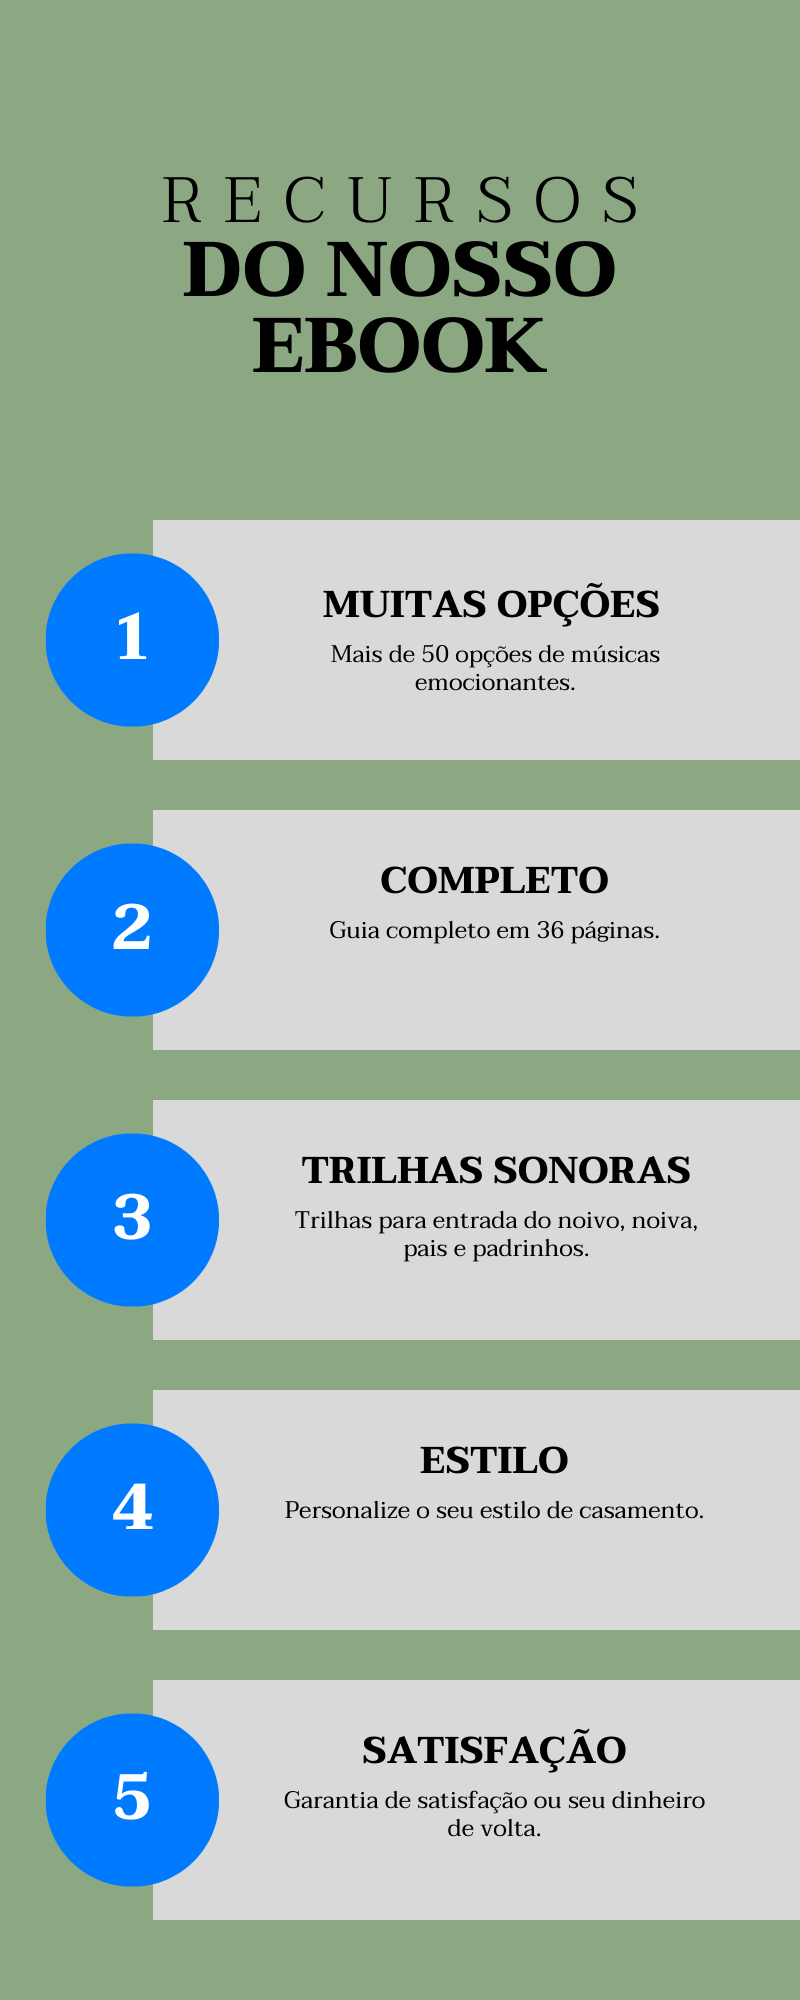 RECURSOS
DO NOSSO
EBOOK
1
MUITAS OPÇÕES
Mais de 50 opções de músicas
emocionantes.
2
COMPLETO
Guia completo em 36 páginas.
3
TRILHAS SONORAS
Trilhas para entrada do noivo, noiva,
pais e padrinhos.
4
ESTILO
Personalize o seu estilo de casamento.
5
SATISFAÇÃO
Garantia de satisfação ou seu dinheiro
de volta.